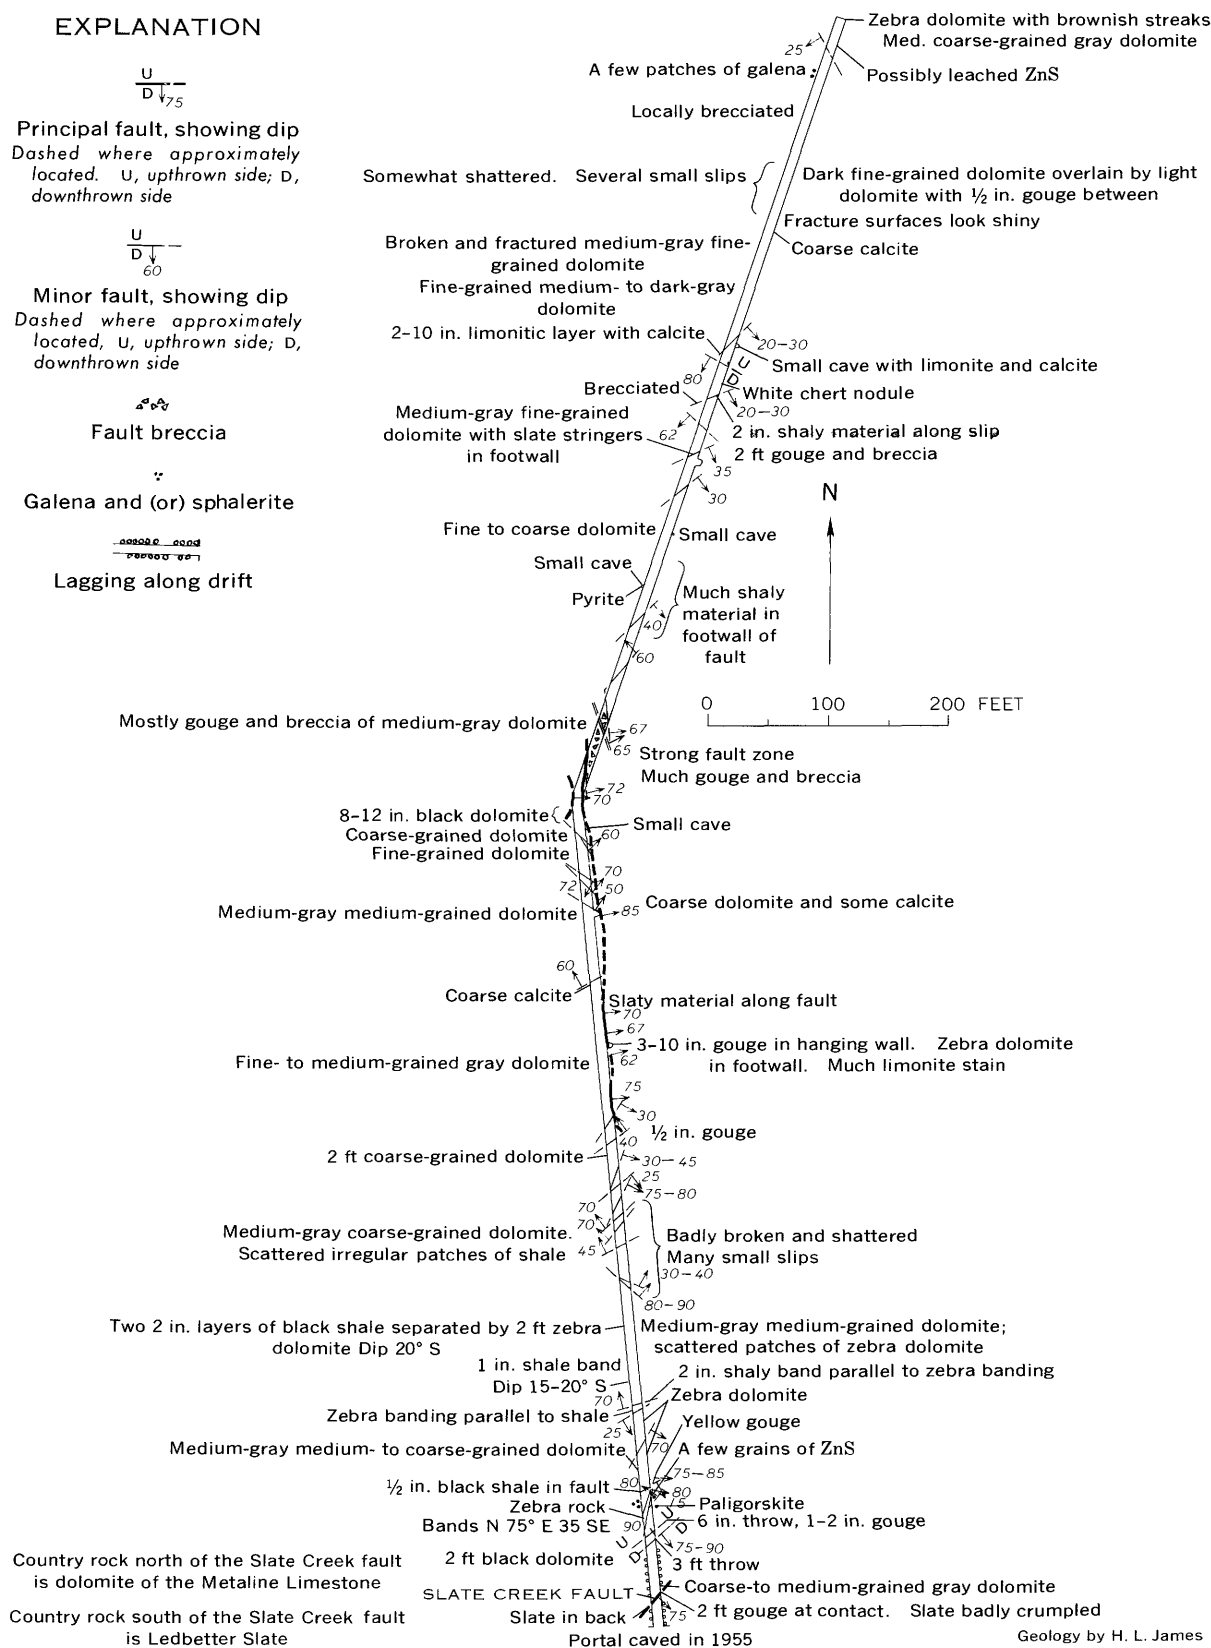 EXPLANATION
U
D 75
Principal fault, showing dip
Dashed where approximately
located. U, upthrown side; D,
downthrown side
U
D
60
Minor fault, showing dip
Dashed where approximately
located, U, upthrown side; D,
downthrown side
Fault breccia
Galena and (or) sphalerite
Lagging along drift
Zebra dolomite with brownish streaks
Med. coarse-grained gray dolomite
25
A few patches of galena
Possibly leached ZnS
Locally brecciated
Somewhat shattered. Several small slips
Dark fine-grained dolomite overlain by light
dolomite with ½ in. gouge between
Fracture surfaces look shiny
Coarse calcite
Broken and fractured medium-gray fine-
grained dolomite
Fine-grained medium- to dark-gray
dolomite
2-10 in. limonitic layer with calcite
20-30
Small cave with limonite and calcite
U
D
80
Brecciated
White chert nodule
20-30
Medium-gray fine-grained
dolomite with slate stringers
in footwall
62
2 in. shaly material along slip
2 ft gouge and breccia
35
30
N
Fine to coarse dolomite
Small cave
Small cave
Pyrite
Much shaly
material in
footwall of
fault
40
60
0 100 200 FEET
Mostly gouge and breccia of medium-gray dolomite
67
65
Strong fault zone
Much gouge and breccia
72
70
8-12 in. black dolomite
Coarse-grained dolomite
Fine-grained dolomite
Small cave
60
70
72
50
Medium-gray medium-grained dolomite
85
Coarse dolomite and some calcite
60
Coarse calcite
Slaty material along fault
70
67
3-10 in. gouge in hanging wall. Zebra dolomite
in footwall. Much limonite stain
62
Fine- to medium-grained gray dolomite
75
30
½ in. gouge
40
2 ft coarse-grained dolomite
30-45
25
75-80
70
70
Medium-gray coarse-grained dolomite.
Scattered irregular patches of shale
45
Badly broken and shattered
Many small slips
30-40
80-90
Two 2 in. layers of black shale separated by 2 ft zebra
dolomite Dip 20° S
Medium-gray medium-grained dolomite;
scattered patches of zebra dolomite
1 in. shale band
Dip 15-20° S
2 in. shaly band parallel to zebra banding
70
Zebra dolomite
Zebra banding parallel to shale
Yellow gouge
25
Medium-gray medium- to coarse-grained dolomite
70
A few grains of ZnS
75-85
½ in. black shale in fault
80
80
Zebra rock
75
Paligorskite
Bands N 75° E 35 SE
90
U
D
6 in. throw, 1-2 in. gouge
U
D
75-90
2 ft black dolomite
3 ft throw
Country rock north of the Slate Creek fault
is dolomite of the Metaline Limestone
SLATE CREEK FAULT
Coarse-to medium-grained gray dolomite
Country rock south of the Slate Creek fault
is Ledbetter Slate
Slate in back
75
2 ft gouge at contact. Slate badly crumpled
Portal caved in 1955
Geology by H. L. James